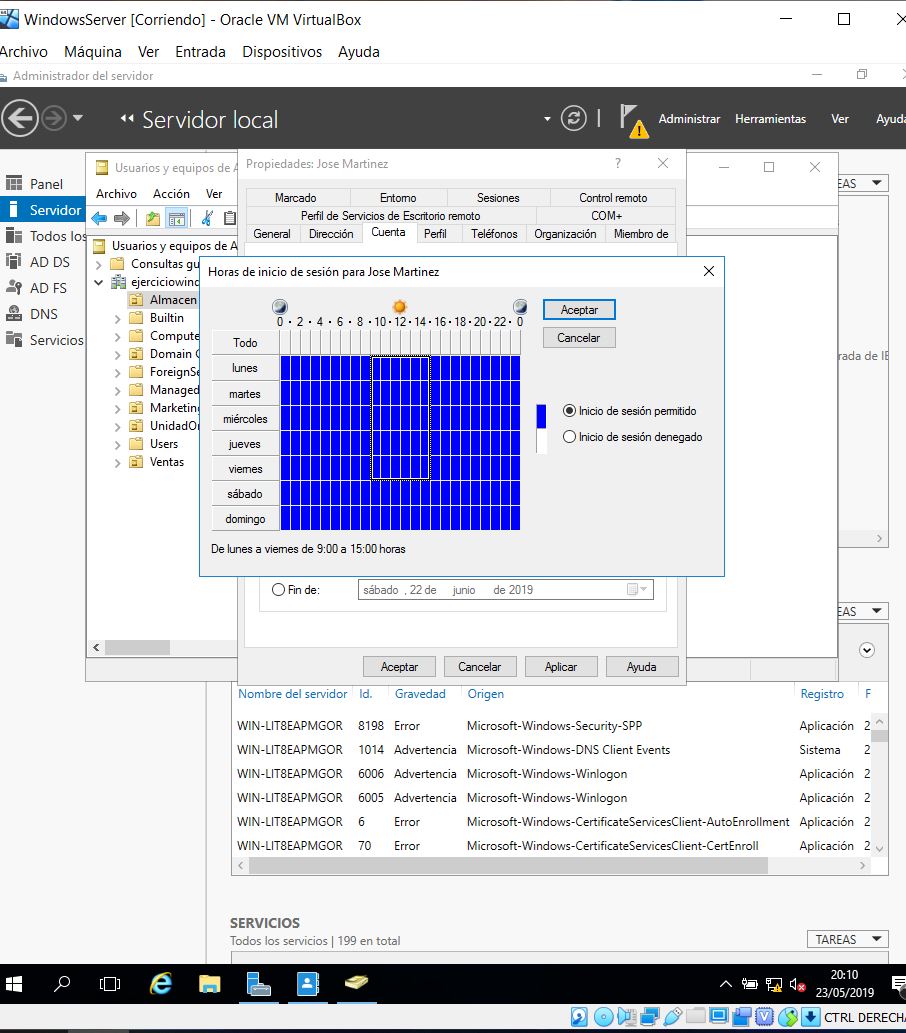 WindowsServer [Corriendo] - Oracle VM VirtualBox
Archivo Máquina Ver Entrada Dispositivos Ayuda
Administrador del servidor
Servidor local
Administrar Herramientas Ver
Panel
Servidor
Todos los
AD DS
AD FS
DNS
Servicios
Usuarios y equipos de A
Archivo Acción Ver
Usuarios y equipos de A
Consultas gu
ejerciciowind
Almacen
Builtin
Compute
Domain C
ForeignSe
Managed
Marketing
UnidadOr
Users
Ventas
Propiedades: Jose Martinez ?
Marcado Entorno Sesiones Control remoto
Perfil de Servicios de Escritorio remoto COM+
General Dirección Cuenta Perfil Teléfonos Organización Miembro de
Horas de inicio de sesión para Jose Martinez
0 · 2 · 4 · 6 · 8 · 10 · 12 · 14 · 16 · 18 · 20 · 22 · 0
Todo
lunes
martes
miércoles
jueves
viernes
sábado
domingo
Aceptar
Cancelar
Inicio de sesión permitido
Inicio de sesión denegado
De lunes a viernes de 9:00 a 15:00 horas
Fin de: sábado , 22 de junio de 2019
Aceptar Cancelar Aplicar Ayuda
EAS
rada de IE
EAS
Nombre del servidor Id. Gravedad Origen Registro F
WIN-LIT8EAPMGOR 8198 Error Microsoft-Windows-Security-SPP Aplicación 2
WIN-LIT8EAPMGOR 1014 Advertencia Microsoft-Windows-DNS Client Events Sistema 2
WIN-LIT8EAPMGOR 6006 Advertencia Microsoft-Windows-Winlogon Aplicación 2
WIN-LIT8EAPMGOR 6005 Advertencia Microsoft-Windows-Winlogon Aplicación 2
WIN-LIT8EAPMGOR 6 Error Microsoft-Windows-CertificateServicesClient-AutoEnrollment Aplicación 2
WIN-LIT8EAPMGOR 70 Error Microsoft-Windows-CertificateServicesClient-CertEnroll Aplicación 2
SERVICIOS
Todos los servicios | 199 en total
TAREAS
20:10
23/05/2019
CTRL DERECHA